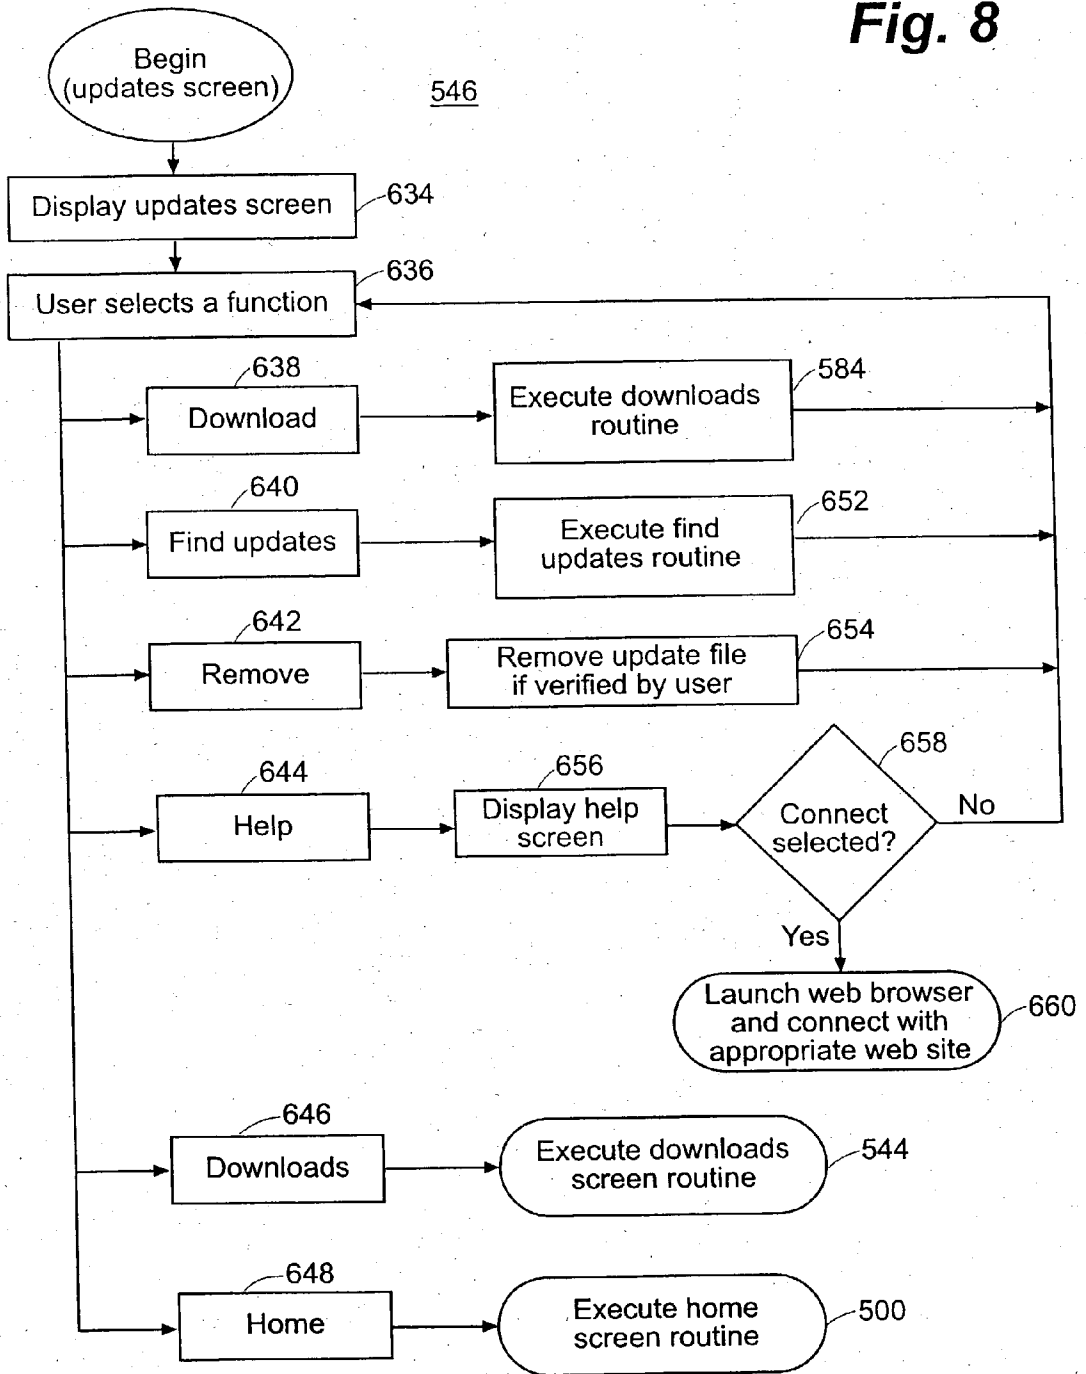 Fig. 8
Begin
(updates screen)
546
Display updates screen
634
User selects a function
636
638
Download
Execute downloads
routine
584
640
Find updates
Execute find
updates routine
652
642
Remove
Remove update file
if verified by user
654
644
Help
656
Display help
screen
658
Connect
selected?
No
Yes
Launch web browser
and connect with
appropriate web site
660
646
Downloads
Execute downloads
screen routine
544
648
Home
Execute home
screen routine
500